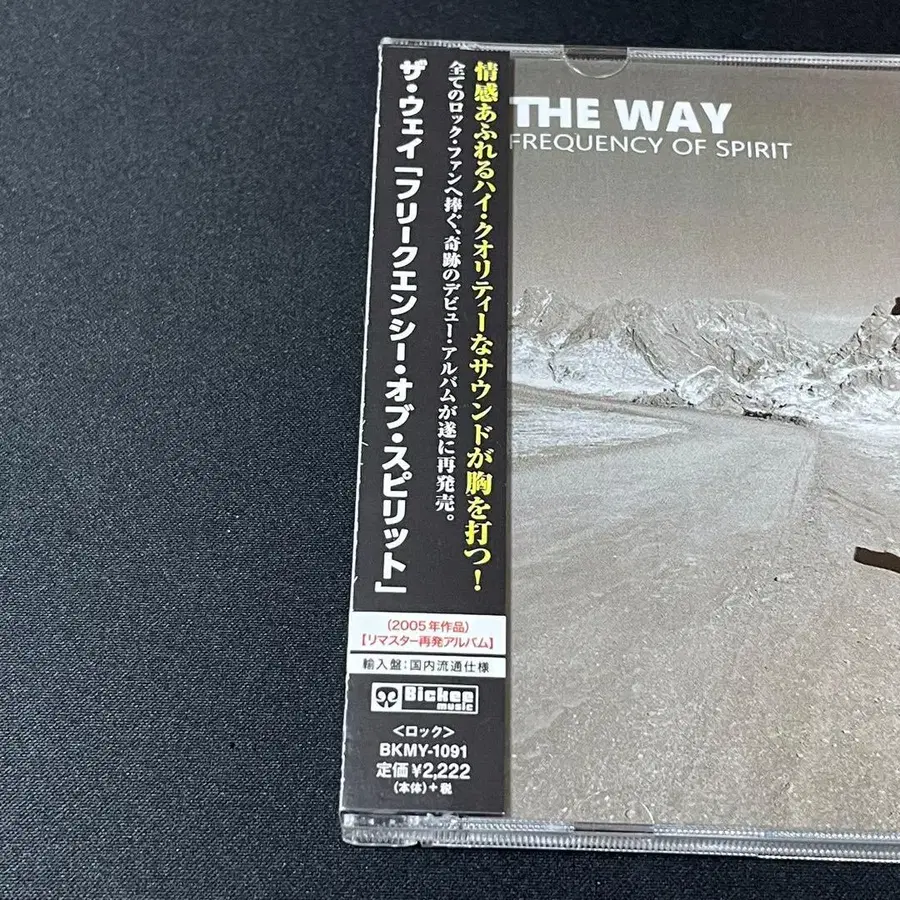 情感あふれるハイ・クオリティーなサウンドが胸を打つ!
全てのロック・ファンへ捧ぐ、奇跡のデビュー・アルバムが遂に再発売。
ザ・ウェイ「フリークエンシー・オブ・スピリット」
(2005年作品)
【リマスター再発アルバム】
輸入盤:国内流通仕様
Bickee
music
<ロック>
BKMY-1091
定価¥2,222
(本体)+税
THE WAY
FREQUENCY OF SPIRIT